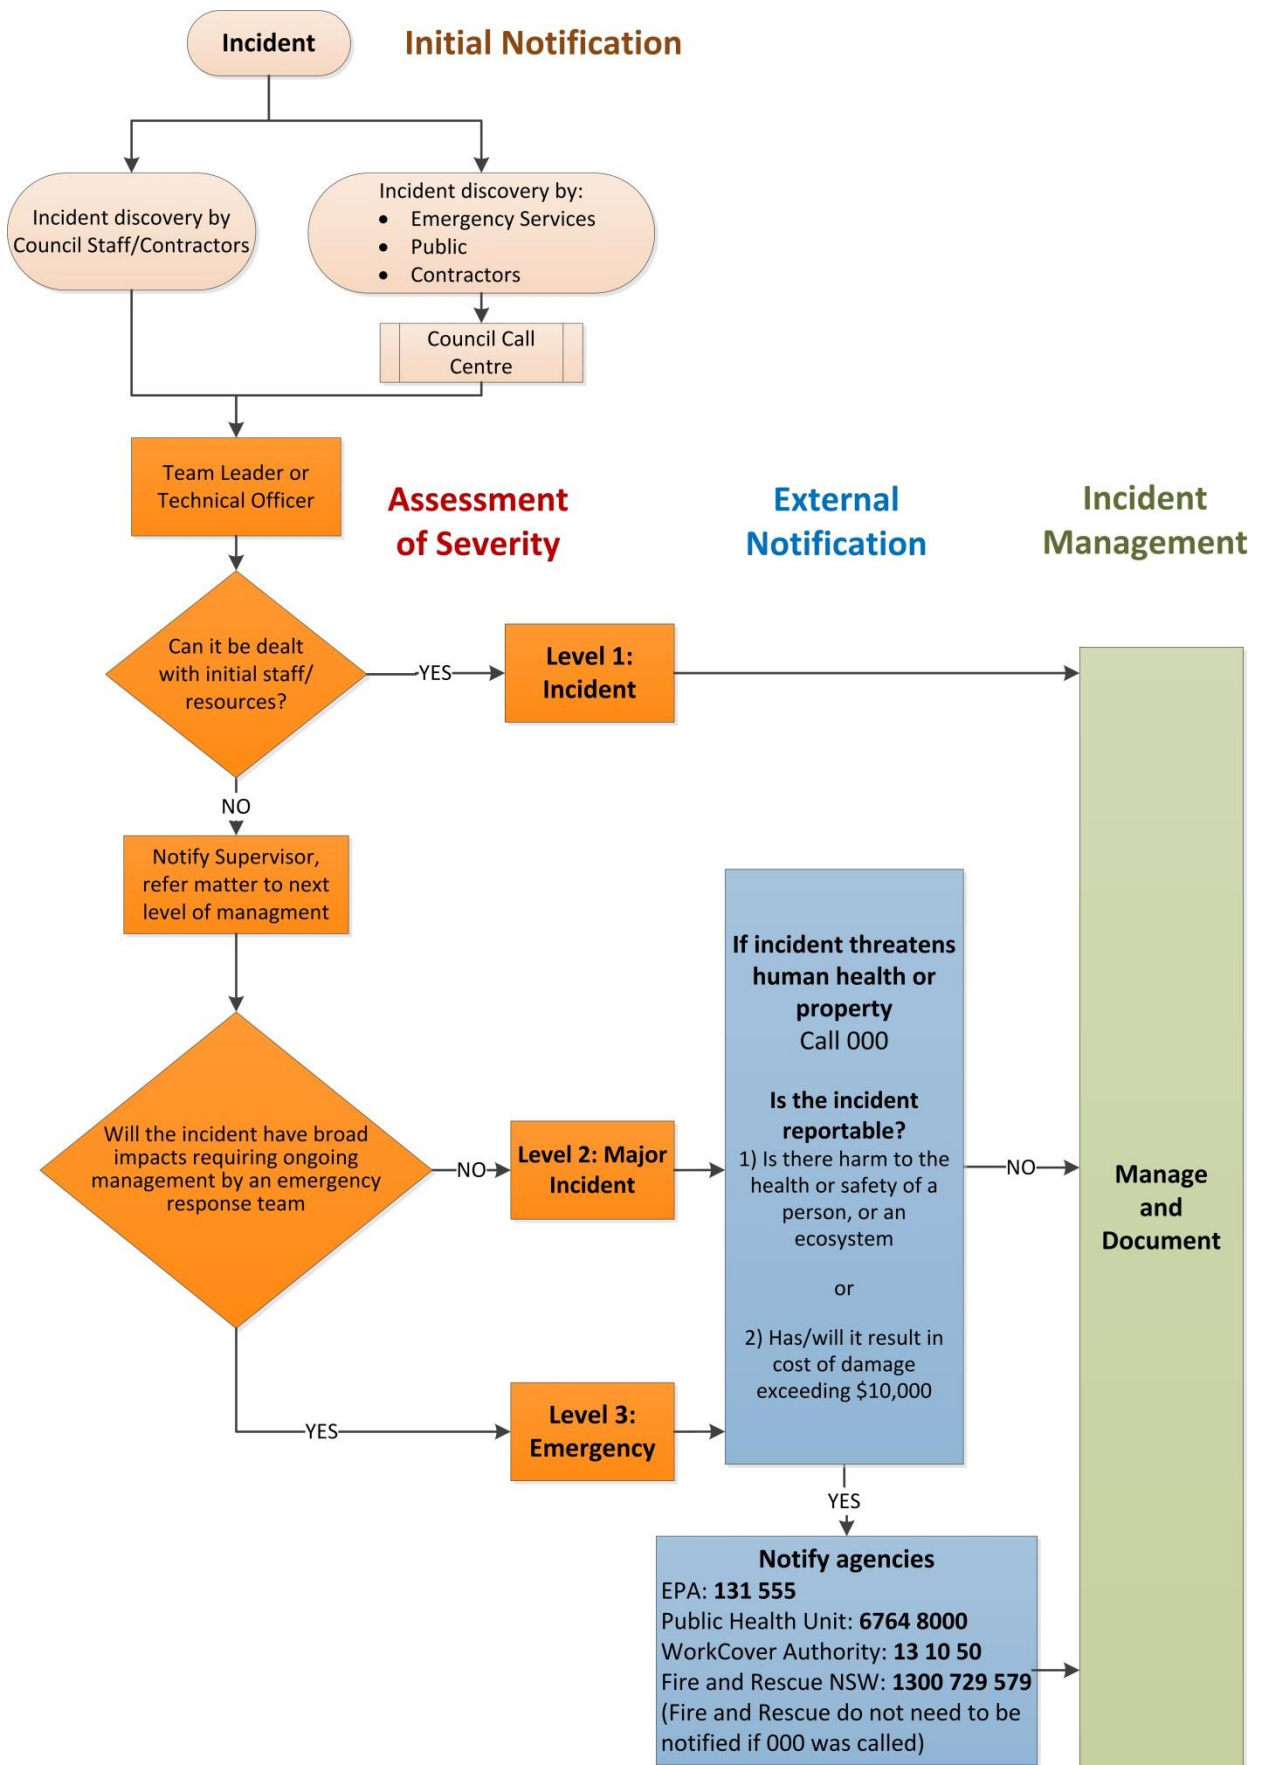 Incident
Initial Notification
Incident discovery by
Council Staff/Contractors
Incident discovery by:
• Emergency Services
• Public
• Contractors
Council Call
Centre
Team Leader or
Technical Officer
Assessment
of Severity
External
Notification
Incident
Management
Can it be dealt
with initial staff/
resources?
YES
Level 1:
Incident
NO
Notify Supervisor,
refer matter to next
level of managment
Will the incident have broad
impacts requiring ongoing
management by an emergency
response team
NO
Level 2: Major
Incident
YES
Level 3:
Emergency
If incident threatens
human health or
property
Call 000
Is the incident
reportable?
1) Is there harm to the
health or safety of a
person, or an
ecosystem
or
2) Has/will it result in
cost of damage
exceeding $10,000
NO
Manage
and
Document
YES
Notify agencies
EPA: 131 555
Public Health Unit: 6764 8000
WorkCover Authority: 13 10 50
Fire and Rescue NSW: 1300 729 579
(Fire and Rescue do not need to be
notified if 000 was called)